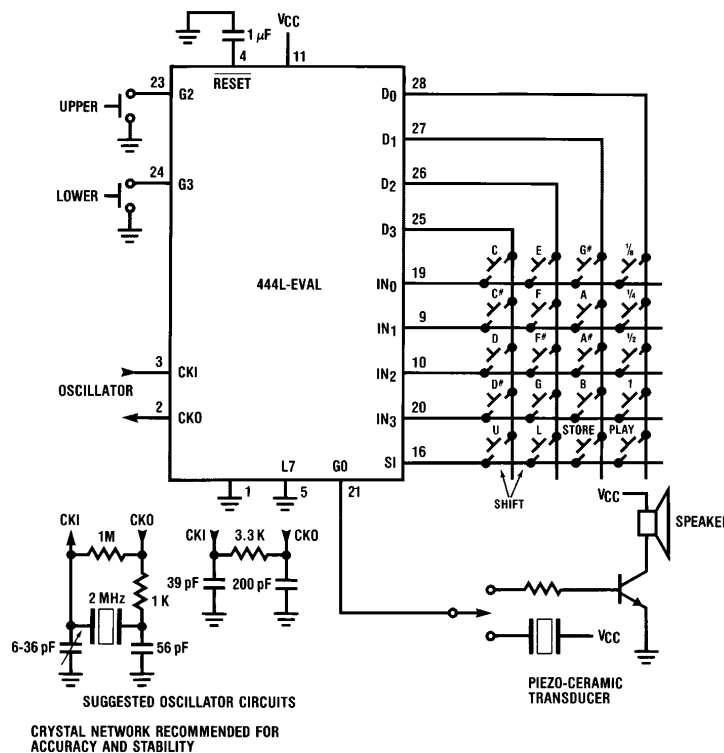 1 μF
VCC
4
11
RESET
23
G2
UPPER
24
G3
LOWER
444L-EVAL
D0
28
D1
27
D2
26
D3
25
C
E
G#
1/8
IN0
19
C#
F
A
1/4
IN1
9
D
F#
A#
1/2
IN2
10
D#
G
B
1
IN3
20
U
L
STORE
PLAY
SI
16
SHIFT
3
CKI
OSCILLATOR
2
CKO
L7
G0
1
5
21
CKI
CKO
1M
1 K
2 MHz
6-36 pF
56 pF
CKI
CKO
3.3 K
39 pF
200 pF
VCC
SPEAKER
VCC
PIEZO-CERAMIC
TRANSDUCER
SUGGESTED OSCILLATOR CIRCUITS
CRYSTAL NETWORK RECOMMENDED FOR
ACCURACY AND STABILITY